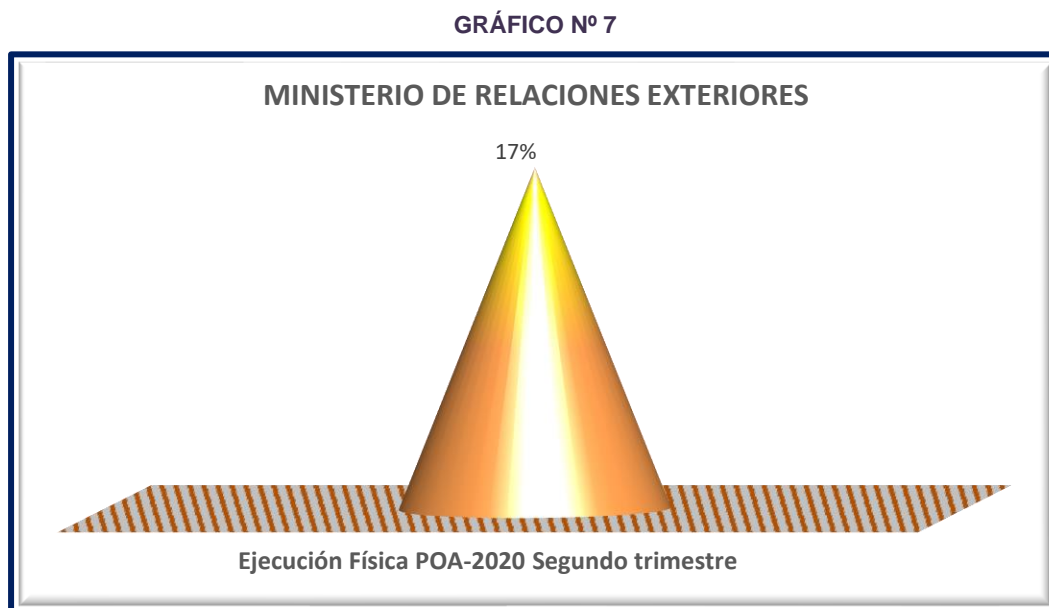 GRÁFICO Nº 7
MINISTERIO DE RELACIONES EXTERIORES
17%
Ejecución Física POA-2020 Segundo trimestre